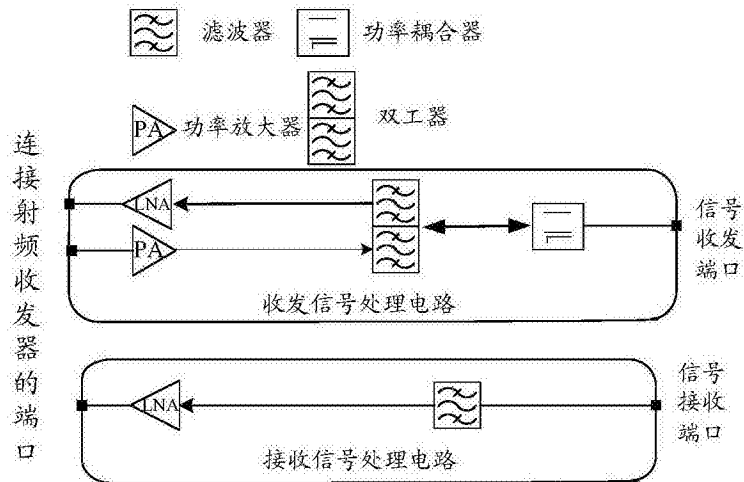 滤波器
功率耦合器
PA
功率放大器
双工器
连接射频收发器的端口
LNA
PA
收发信号处理电路
信号
收发
端口
LNA
接收信号处理电路
信号
接收
端口